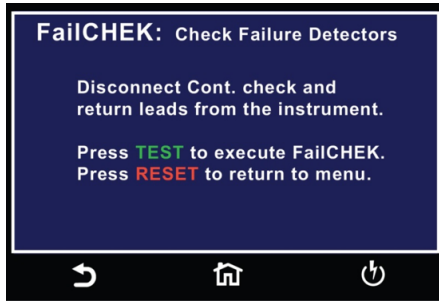 FailCHEK: Check Failure Detectors
Disconnect Cont. check and
return leads from the instrument.
Press TEST to execute FailCHEK.
Press RESET to return to menu.